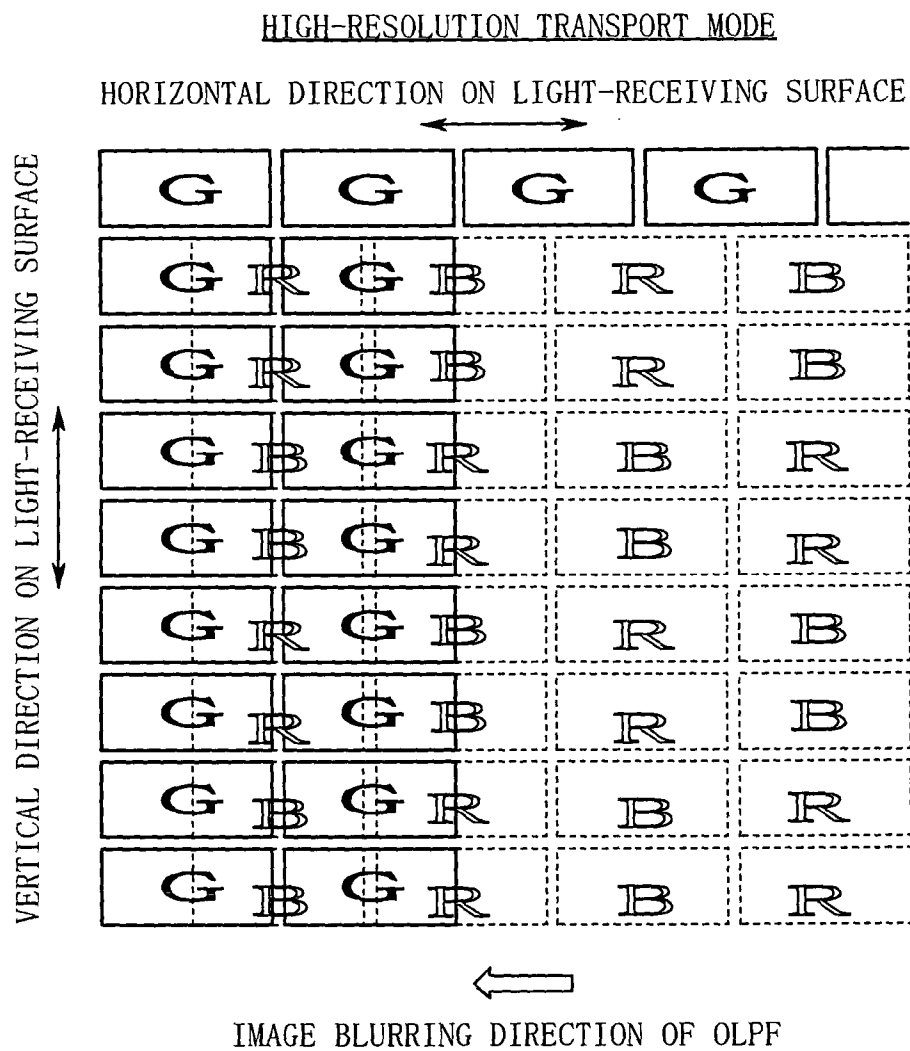 HIGH-RESOLUTION TRANSPORT MODE
HORIZONTAL DIRECTION ON LIGHT-RECEIVING SURFACE
VERTICAL DIRECTION ON LIGHT-RECEIVING SURFACE
G G G G
G R G B R B
G R G B R B
G B G R B R
G B G R B R
G R G B R B
G R G B R B
G B G R B R
G B G R B R
IMAGE BLURRING DIRECTION OF OLPF